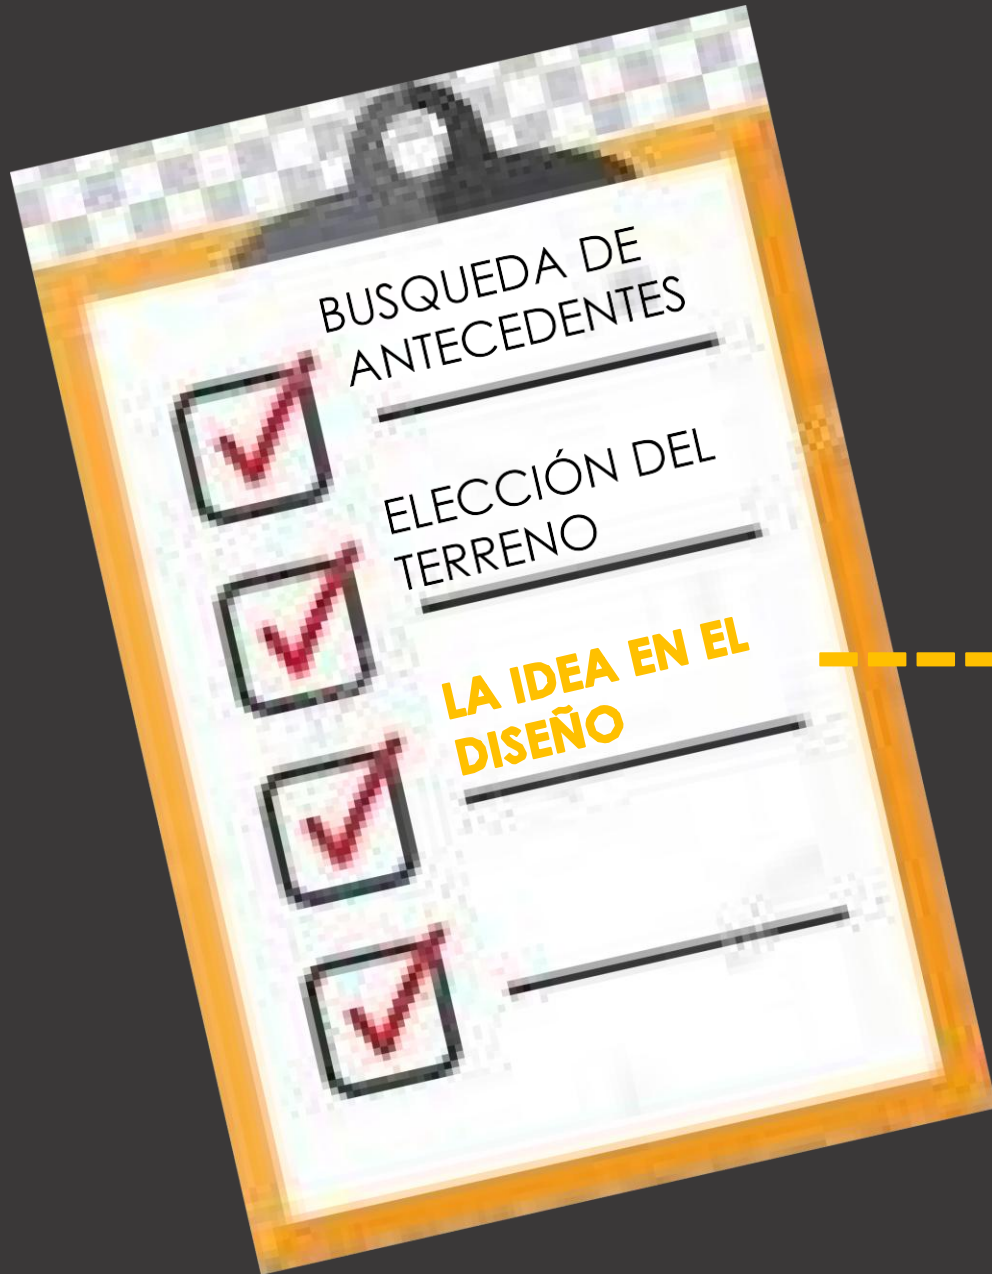 BUSQUEDA DE
ANTECEDENTES
ELECCIÓN DEL
TERRENO
LA IDEA EN EL
DISEÑO